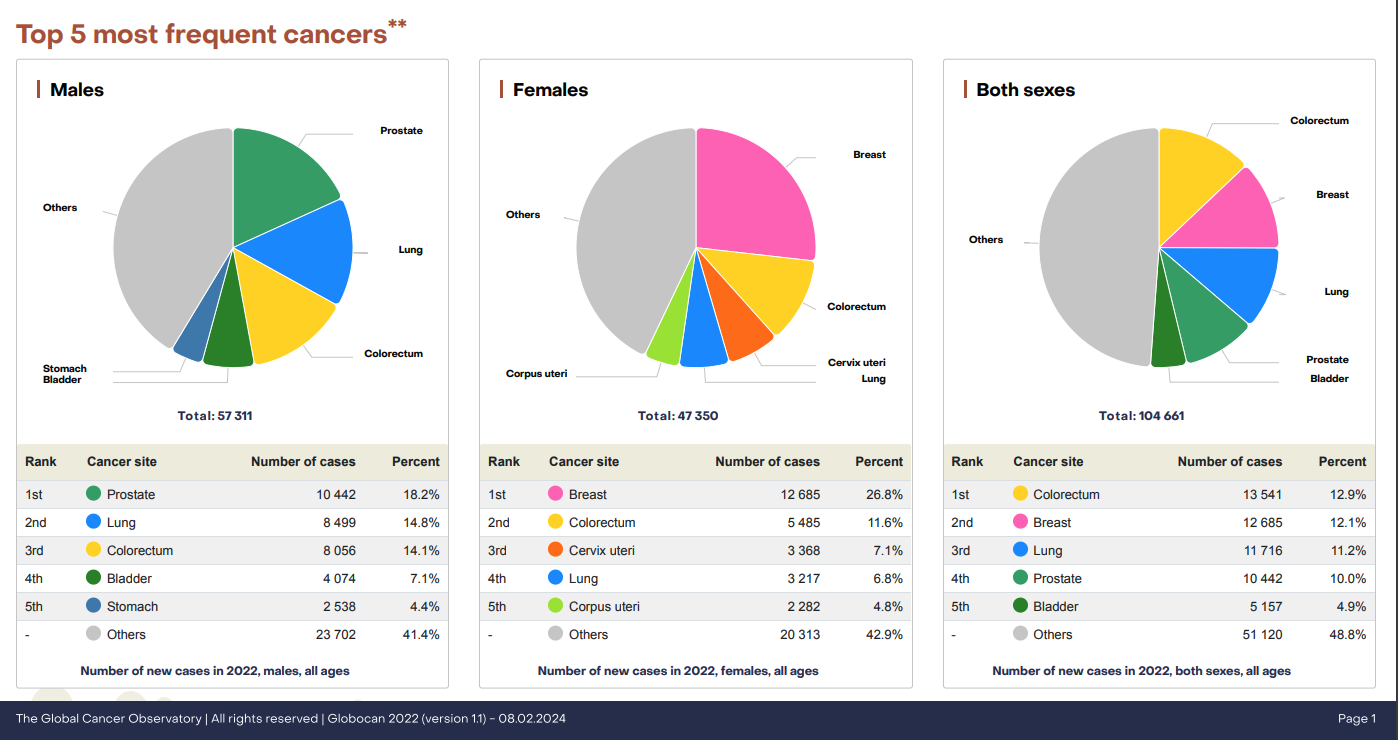 Top 5 most frequent cancers**
Males
Prostate
Lung
Colorectum
Bladder
Stomach
Others
Total: 57 311
Rank Cancer site Number of cases Percent
1st Prostate 10 442 18.2%
2nd Lung 8 499 14.8%
3rd Colorectum 8 056 14.1%
4th Bladder 4 074 7.1%
5th Stomach 2 538 4.4%
- Others 23 702 41.4%
Number of new cases in 2022, males, all ages
Females
Breast
Colorectum
Cervix uteri
Lung
Corpus uteri
Others
Total: 47 350
Rank Cancer site Number of cases Percent
1st Breast 12 685 26.8%
2nd Colorectum 5 485 11.6%
3rd Cervix uteri 3 368 7.1%
4th Lung 3 217 6.8%
5th Corpus uteri 2 282 4.8%
- Others 20 313 42.9%
Number of new cases in 2022, females, all ages
Both sexes
Colorectum
Breast
Lung
Prostate
Bladder
Others
Total: 104 661
Rank Cancer site Number of cases Percent
1st Colorectum 13 541 12.9%
2nd Breast 12 685 12.1%
3rd Lung 11 716 11.2%
4th Prostate 10 442 10.0%
5th Bladder 5 157 4.9%
- Others 51 120 48.8%
Number of new cases in 2022, both sexes, all ages
The Global Cancer Observatory | All rights reserved | Globocan 2022 (version 1.1) – 08.02.2024
Page 1